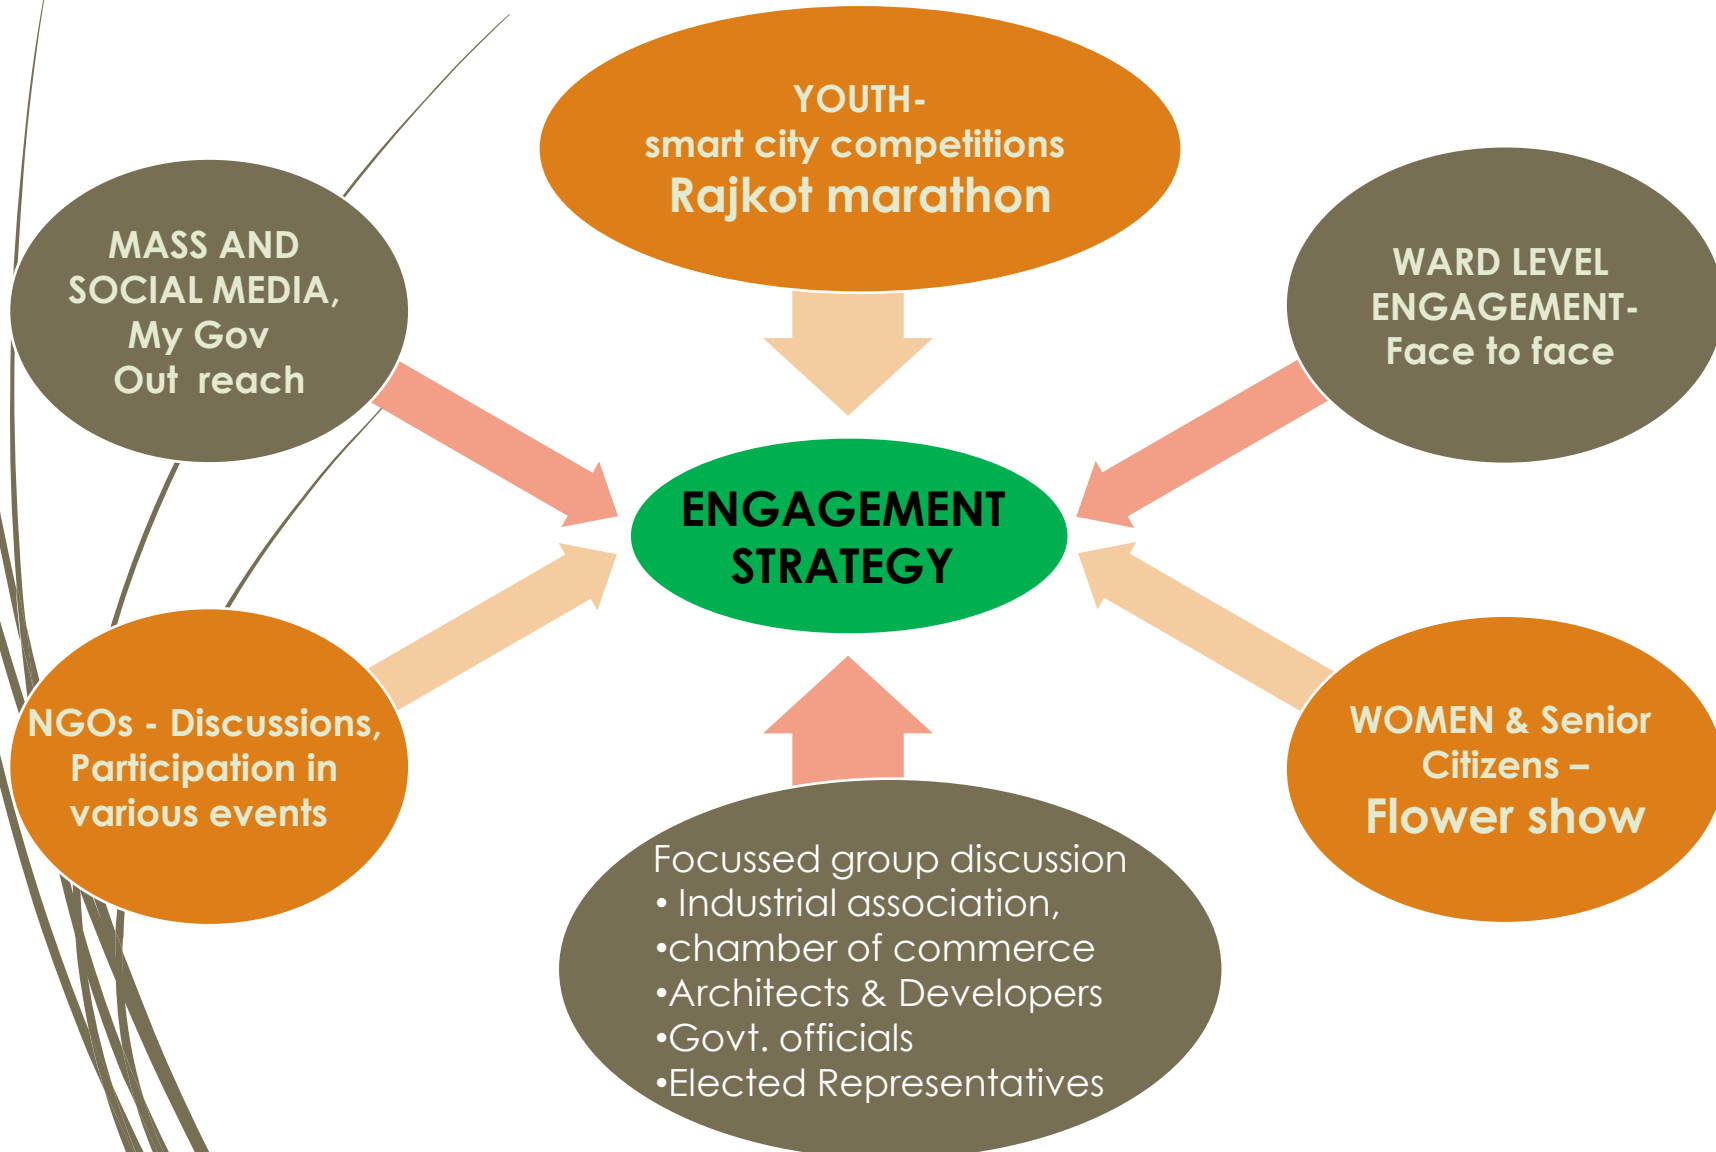 YOUTH-
smart city competitions
Rajkot marathon
MASS AND
SOCIAL MEDIA,
My Gov
Out reach
WARD LEVEL
ENGAGEMENT-
Face to face
ENGAGEMENT
STRATEGY
NGOs - Discussions,
Participation in
various events
WOMEN & Senior
Citizens –
Flower show
Focussed group discussion
• Industrial association,
•chamber of commerce
•Architects & Developers
•Govt. officials
•Elected Representatives